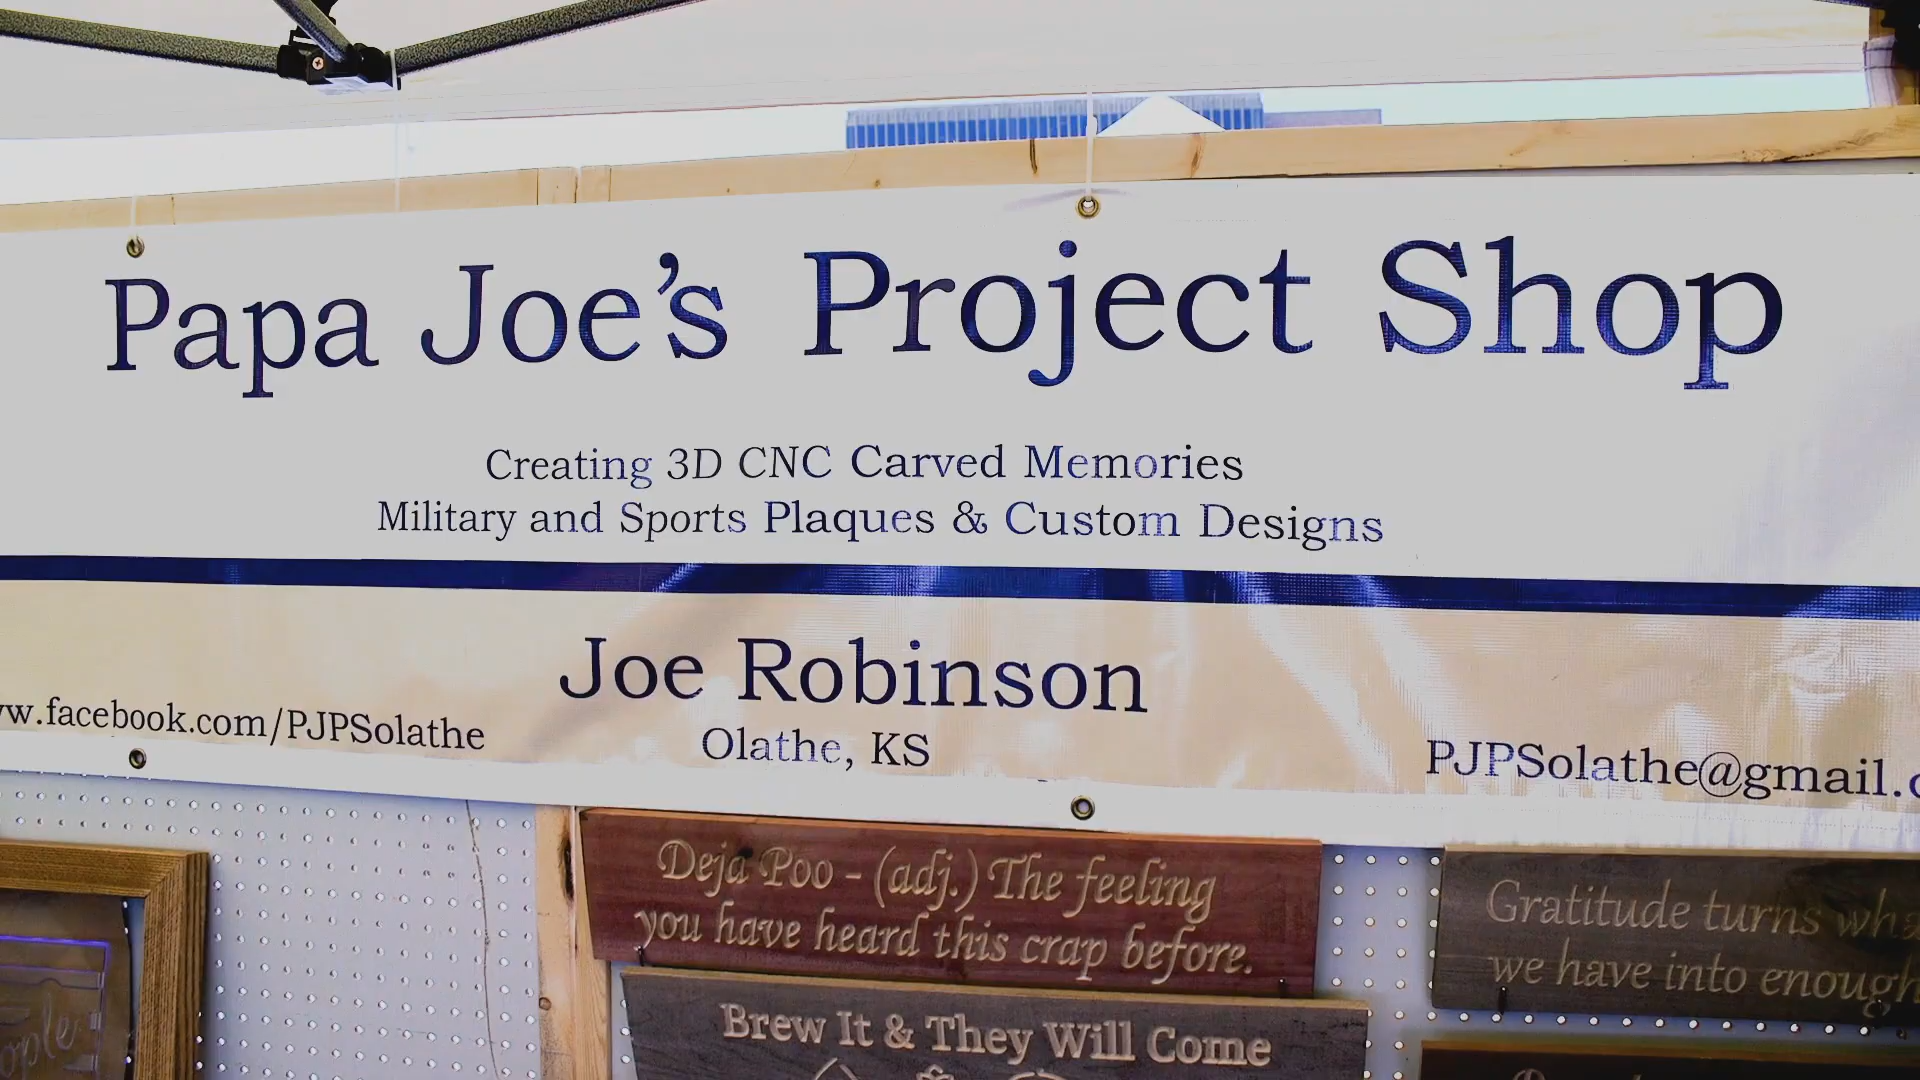 Papa Joe's Project Shop
Creating 3D CNC Carved Memories
Military and Sports Plaques & Custom Designs
Joe Robinson
Olathe, KS
ww.facebook.com/PJPSolathe
PJPSolathe@gmail.c
Deja Poo - (adj.) The feeling
you have heard this crap before.
Brew It & They Will Come
Gratitude turns wha
we have into enough